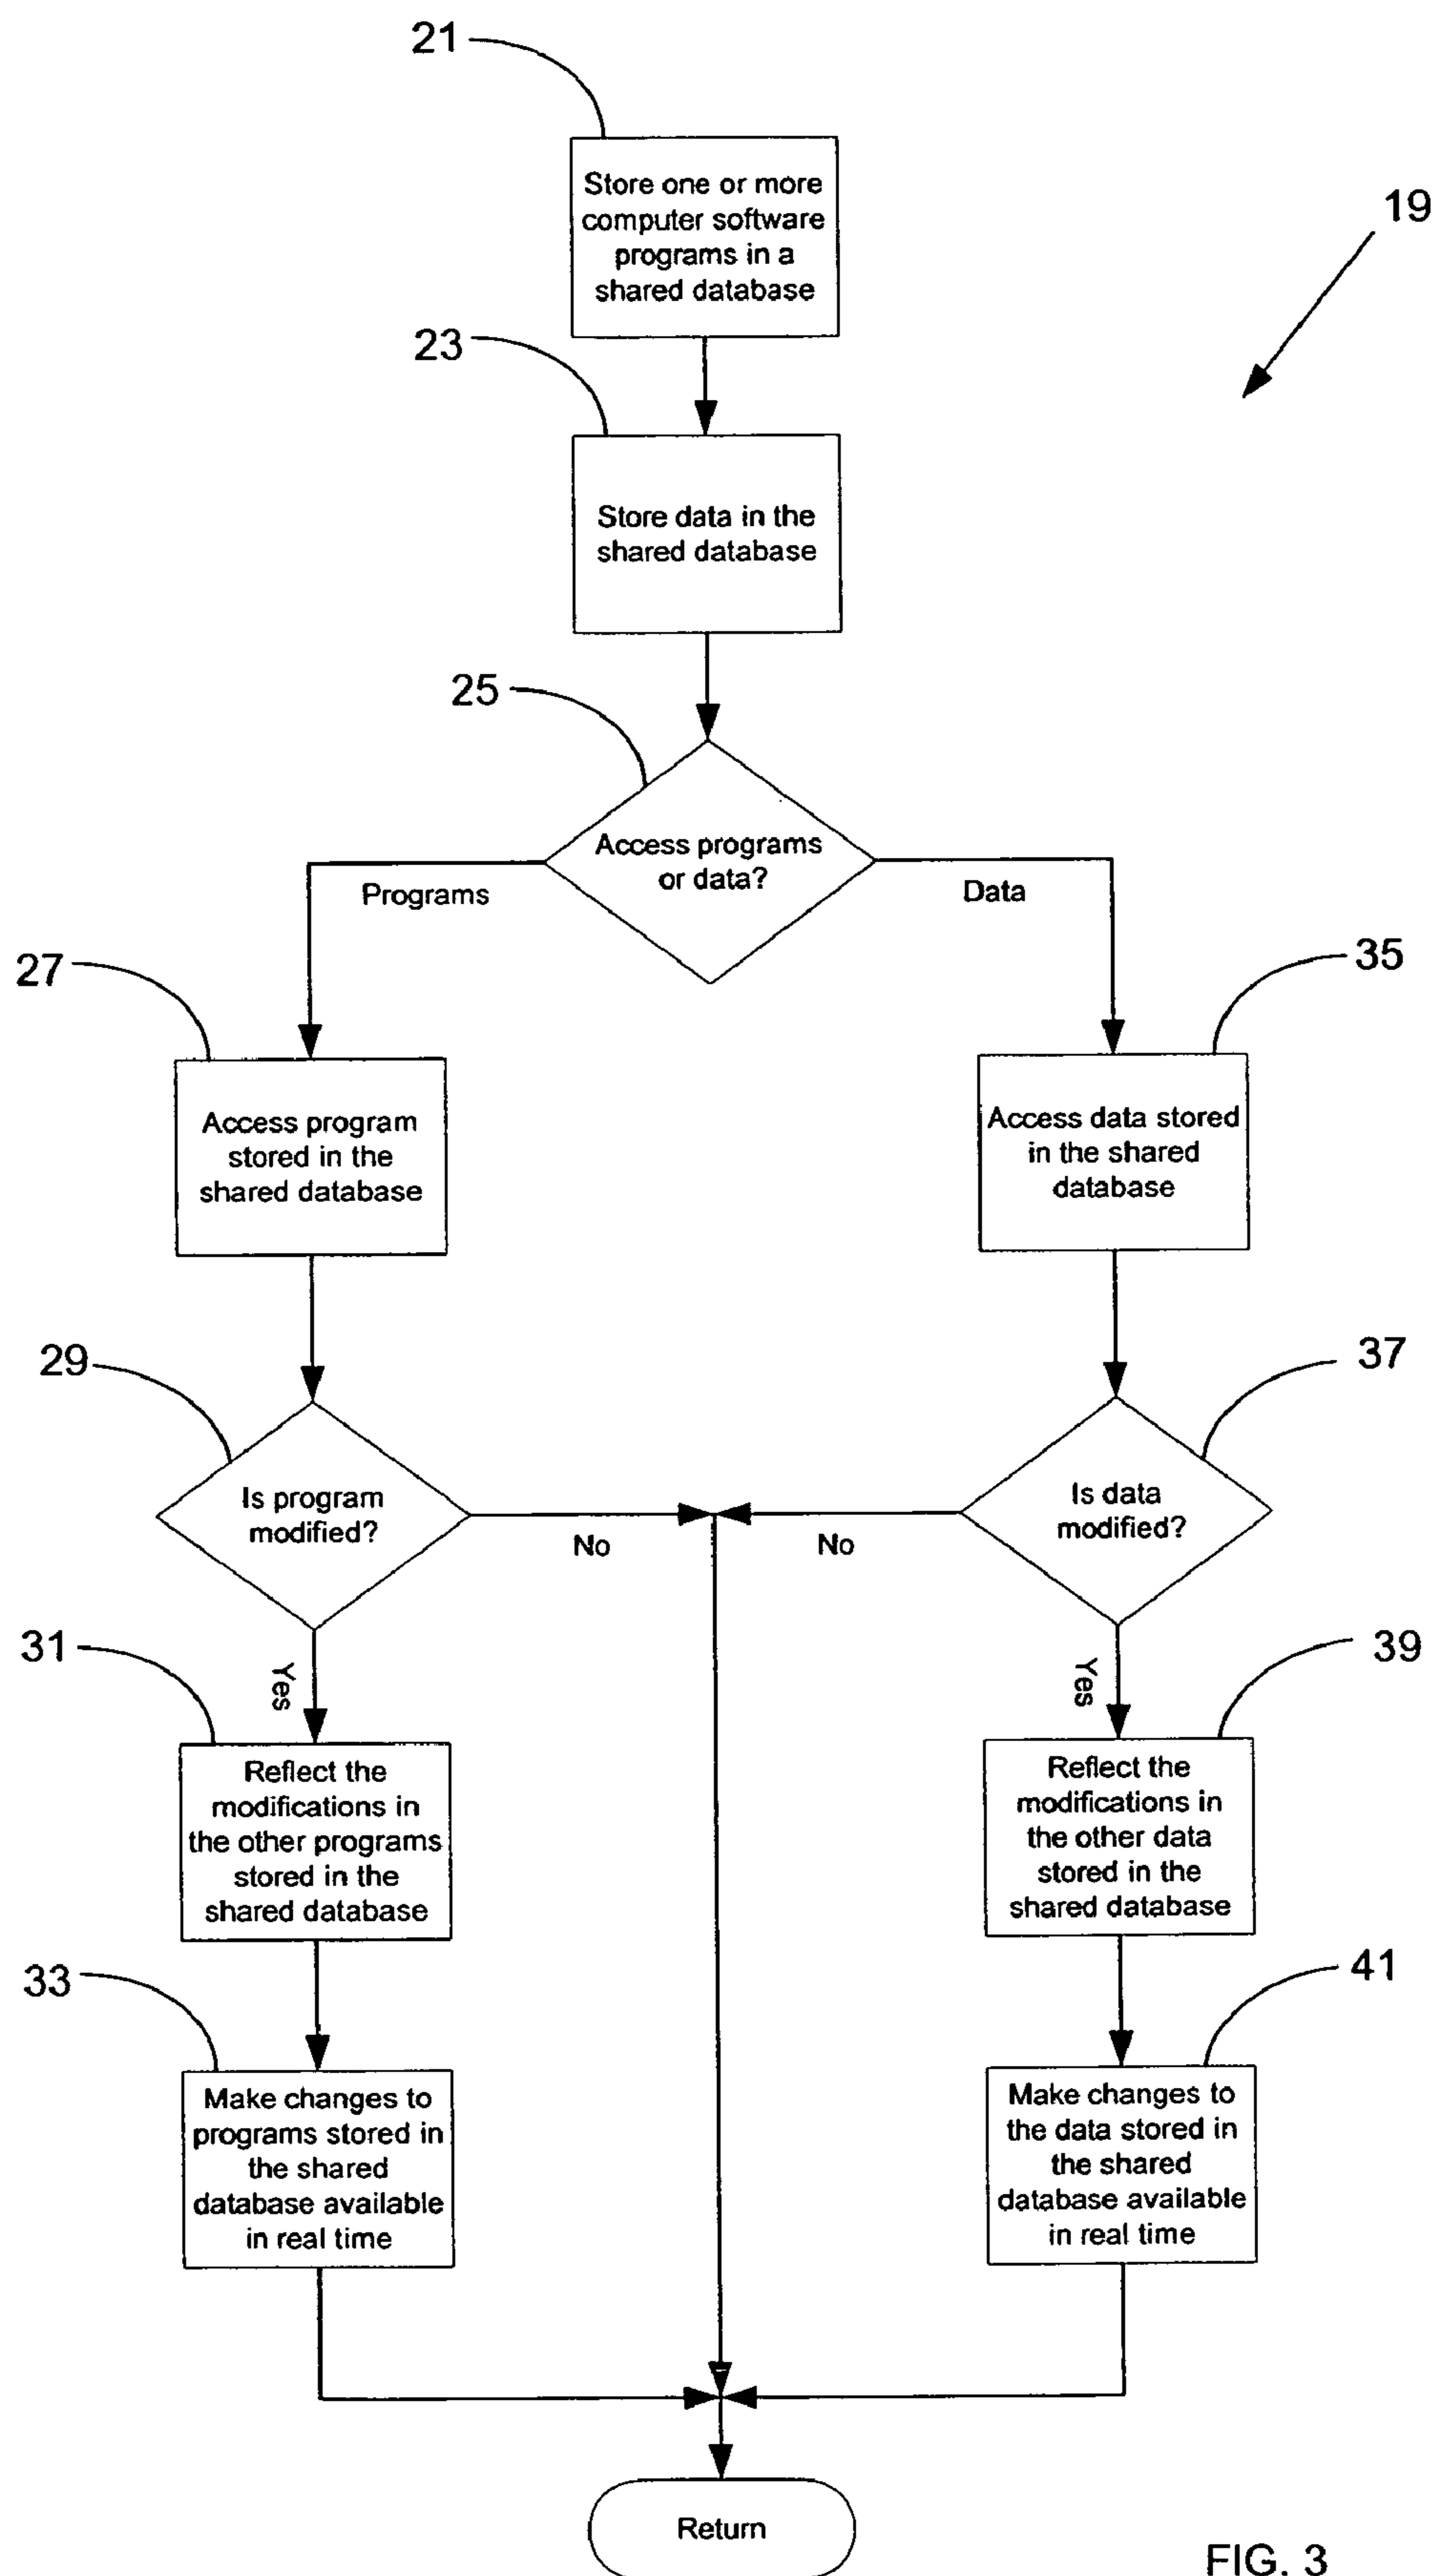 21
Store one or more
computer software
programs in a
shared database
19
23
Store data in the
shared database
25
Access programs
or data?
Programs
Data
27
Access program
stored in the
shared database
35
Access data stored
in the shared
database
29
Is program
modified?
No
No
37
Is data
modified?
Yes
Yes
31
Reflect the
modifications in
the other programs
stored in the
shared database
39
Reflect the
modifications in
the other data
stored in the
shared database
33
Make changes to
programs stored in
the shared
database available
in real time
41
Make changes to
the data stored in
the shared
database available
in real time
Return
FIG. 3